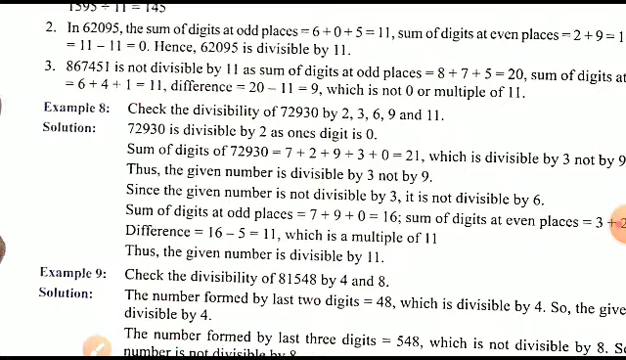 1595 ÷ 11 = 145
2. In 62095, the sum of digits at odd places = 6 + 0 + 5 = 11, sum of digits at even places = 2 + 9 = 1
= 11 − 11 = 0. Hence, 62095 is divisible by 11.
3. 867451 is not divisible by 11 as sum of digits at odd places = 8 + 7 + 5 = 20, sum of digits at
= 6 + 4 + 1 = 11, difference = 20 − 11 = 9, which is not 0 or multiple of 11.
Example 8: Check the divisibility of 72930 by 2, 3, 6, 9 and 11.
Solution: 72930 is divisible by 2 as ones digit is 0.
Sum of digits of 72930 = 7 + 2 + 9 + 3 + 0 = 21, which is divisible by 3 not by 9
Thus, the given number is divisible by 3 not by 9.
Since the given number is not divisible by 3, it is not divisible by 6.
Sum of digits at odd places = 7 + 9 + 0 = 16; sum of digits at even places = 3 + 2
Difference = 16 − 5 = 11, which is a multiple of 11
Thus, the given number is divisible by 11.
Example 9: Check the divisibility of 81548 by 4 and 8.
Solution: The number formed by last two digits = 48, which is divisible by 4. So, the give
divisible by 4.
The number formed by last three digits = 548, which is not divisible by 8. So
number is not divisible by 8